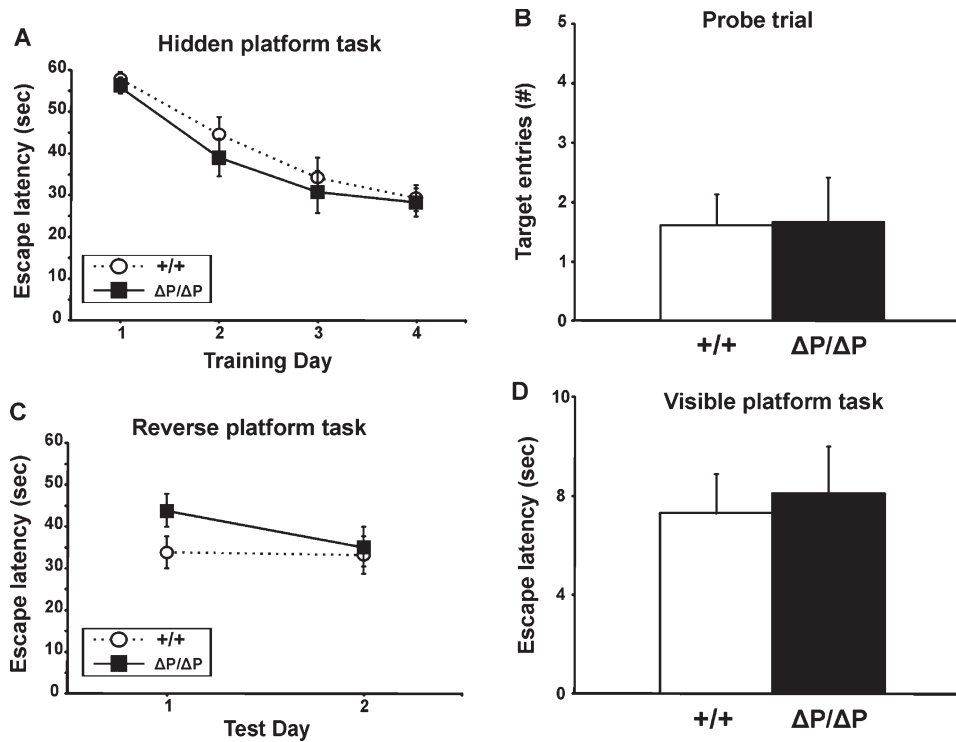 A
Hidden platform task
Escape latency (sec)
60
50
40
30
20
10
0
+/+
ΔP/ΔP
1 2 3 4
Training Day
B
Probe trial
Target entries (#)
5
4
3
2
1
0
+/+ ΔP/ΔP
C
Reverse platform task
Escape latency (sec)
60
50
40
30
20
10
0
+/+
ΔP/ΔP
1 2
Test Day
D
Visible platform task
Escape latency (sec)
10
8
4
0
+/+ ΔP/ΔP